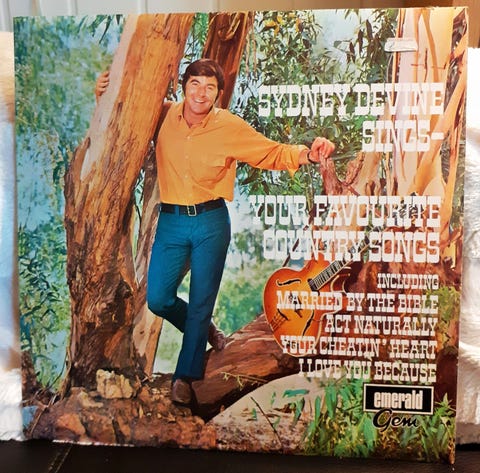 SYDNEY DEVINE
SINGS-
YOUR FAVOURITE
COUNTRY SONGS
INCLUDING
MARRIED BY THE BIBLE
ACT NATURALLY
YOUR CHEATIN' HEART
I LOVE YOU BECAUSE
emerald
Gem